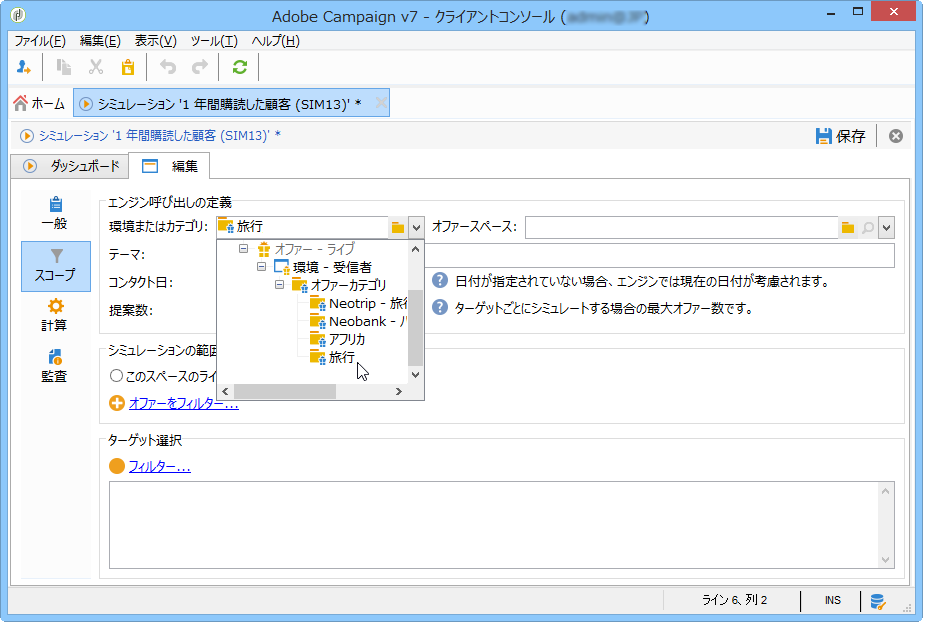 Adobe Campaign v7 - クライアントコンソール (
ファイル(F) 編集(E) 表示(V) ツール(T) ヘルプ(H)
ホーム シミュレーション '1 年間購読した顧客 (SIM13)' *
シミュレーション '1 年間購読した顧客 (SIM13)' * 保存
ダッシュボード 編集
一般
スコープ
計算
監査
エンジン呼び出しの定義
環境またはカテゴリ: 旅行 オファースペース:
テーマ:
コンタクト日: 日付が指定されていない場合、エンジンでは現在の日付が考慮されます。
提案数: ターゲットごとにシミュレートする場合の最大オファー数です。
オファー - ライブ
環境 - 受信者
オファーカテゴリ
Neotrip - 旅行
Neobank -
アフリカ
旅行
シミュレーションの範囲
このスペースのライ
オファーをフィルター...
ターゲット選択
フィルター...
ライン 6、列 2 INS